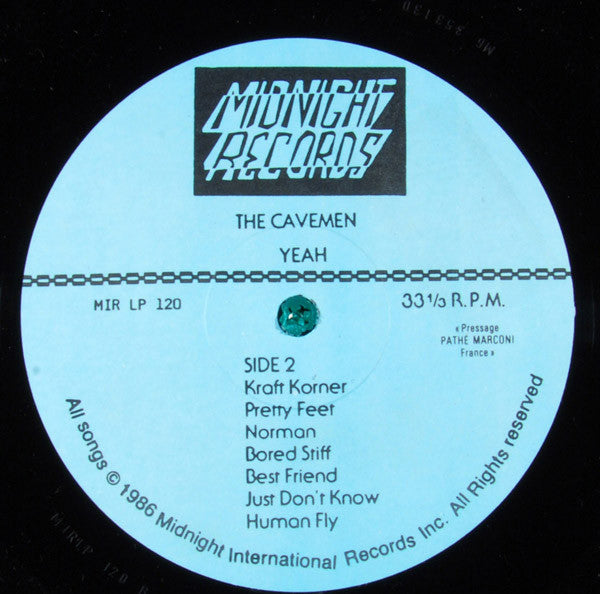 MIDNIGHT
RECORDS
THE CAVEMEN
YEAH
MIR LP 120
33 1/3 R.P.M.
« Pressage
PATHE MARCONI
France »
SIDE 2
Kraft Korner
Pretty Feet
Norman
Bored Stiff
Best Friend
Just Don't Know
Human Fly
All songs © 1986 Midnight International Records Inc. All Rights reserved